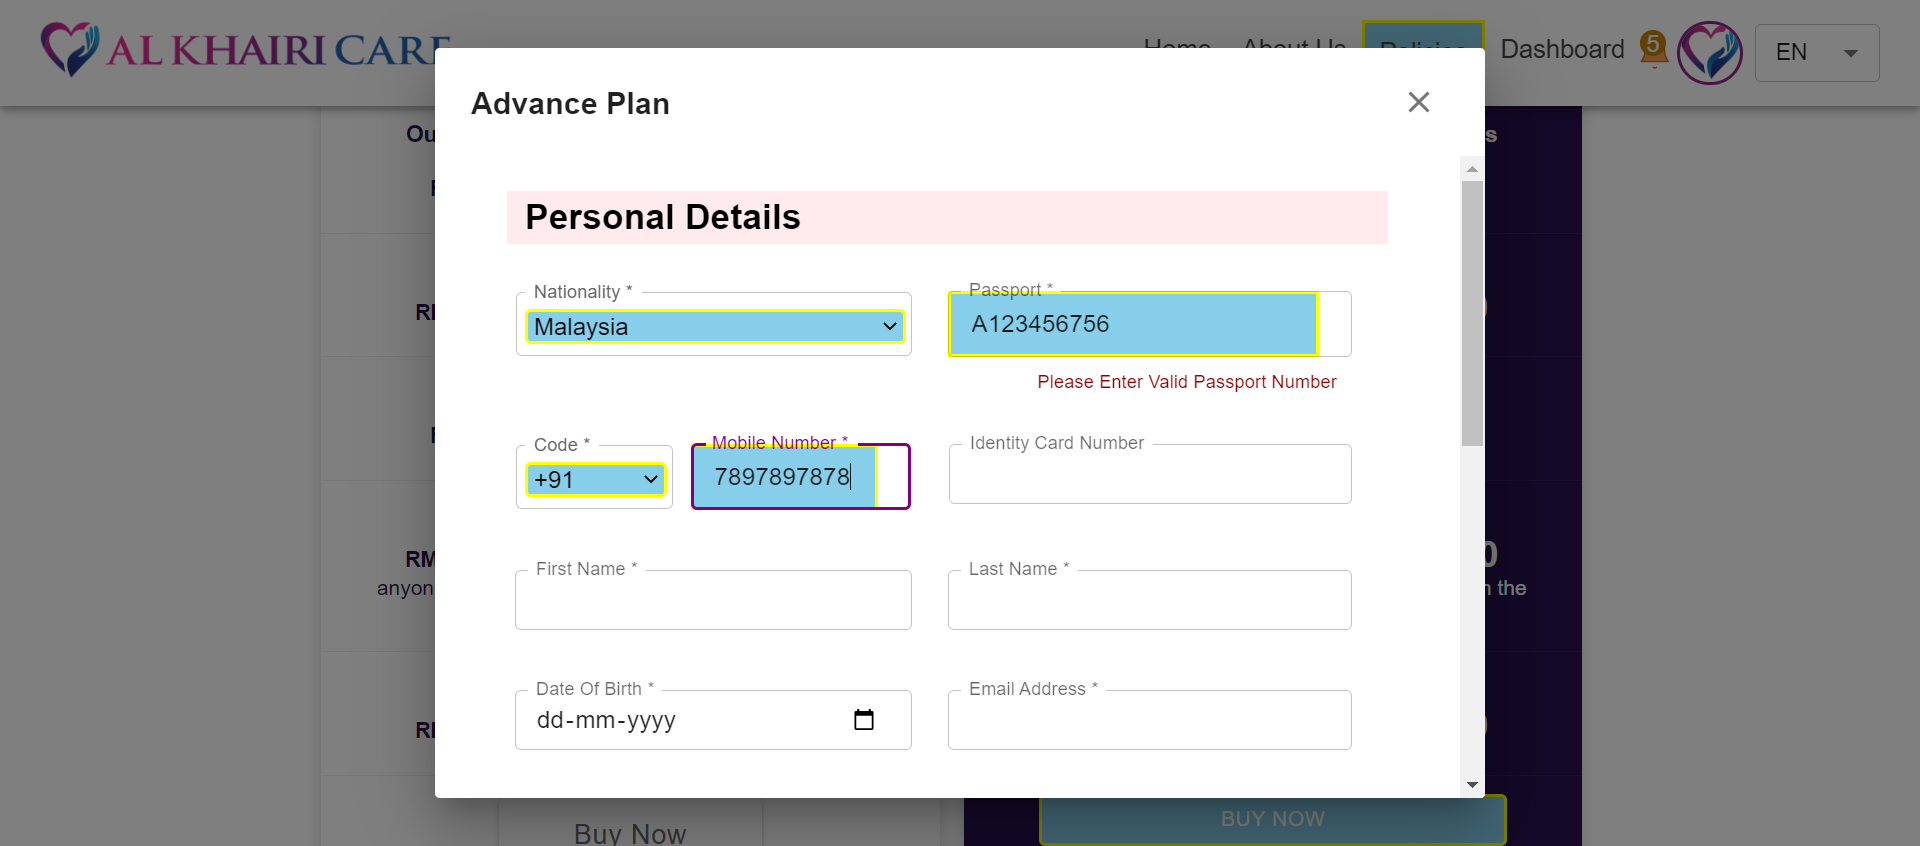 AL KHAIRI CARE
Home About Us Policies Dashboard 5 EN
Advance Plan
Personal Details
Nationality *
Malaysia
Passport *
A123456756
Please Enter Valid Passport Number
Code *
+91
Mobile Number *
7897897878
Identity Card Number
First Name *
Last Name *
Date Of Birth *
dd-mm-yyyy
Email Address *
Ou
s
RM
anyon
0
the
Buy Now
BUY NOW